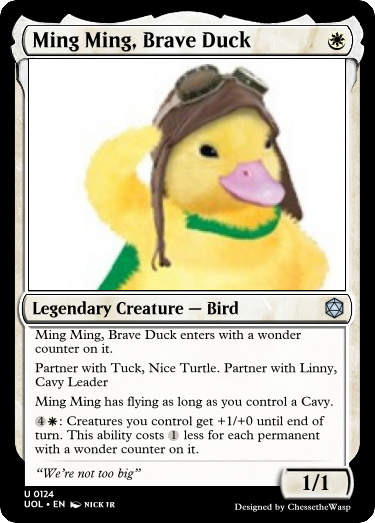 Ming Ming, Brave Duck
Legendary Creature — Bird
Ming Ming, Brave Duck enters with a wonder
counter on it.
Partner with Tuck, Nice Turtle. Partner with Linny,
Cavy Leader
Ming Ming has flying as long as you control a Cavy.
4: Creatures you control get +1/+0 until end of
turn. This ability costs 1 less for each permanent
with a wonder counter on it.
“We're not too big”
1/1
U 0124
UOL • EN NICK JR
Designed by ChessetheWasp